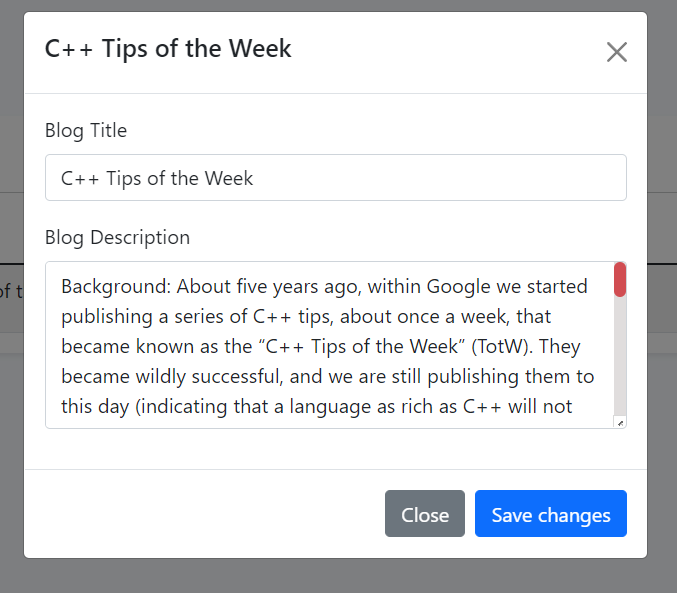 C++ Tips of the Week
Blog Title
C++ Tips of the Week
Blog Description
Background: About five years ago, within Google we started
publishing a series of C++ tips, about once a week, that
became known as the “C++ Tips of the Week” (TotW). They
became wildly successful, and we are still publishing them to
this day (indicating that a language as rich as C++ will not
of t
Close
Save changes